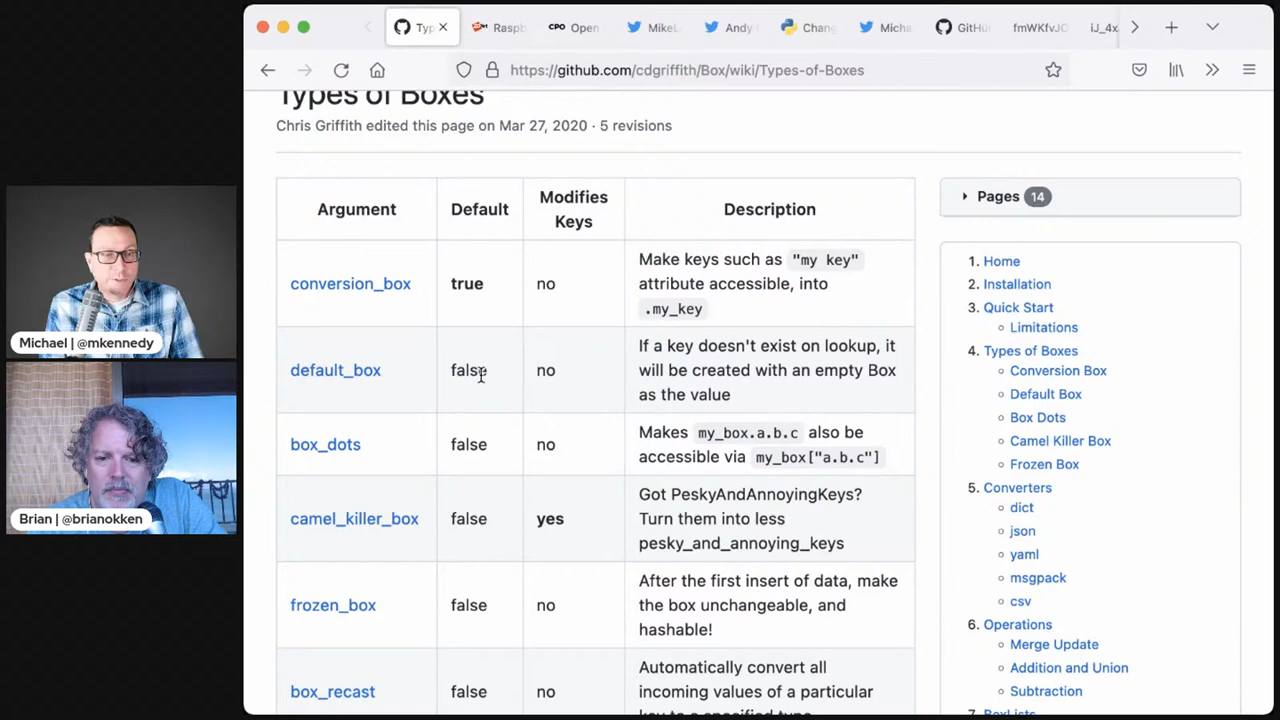 Typ
Raspb
CPO Open
MikeL
Andy
Chang
Micha
GitHu
fmWKfvJO
iJ_4x
https://github.com/cdgriffith/Box/wiki/Types-of-Boxes
Types of Boxes
Chris Griffith edited this page on Mar 27, 2020 · 5 revisions
Argument
Default
Modifies
Keys
Description
conversion_box
true
no
Make keys such as "my key"
attribute accessible, into
.my_key
default_box
false
no
If a key doesn't exist on lookup, it
will be created with an empty Box
as the value
box_dots
false
no
Makes my_box.a.b.c also be
accessible via my_box["a.b.c"]
camel_killer_box
false
yes
Got PeskyAndAnnoyingKeys?
Turn them into less
pesky_and_annoying_keys
frozen_box
false
no
After the first insert of data, make
the box unchangeable, and
hashable!
box_recast
false
no
Automatically convert all
incoming values of a particular
key to a specified type
Pages 14
1. Home
2. Installation
3. Quick Start
Limitations
4. Types of Boxes
Conversion Box
Default Box
Box Dots
Camel Killer Box
Frozen Box
5. Converters
dict
json
yaml
msgpack
csv
6. Operations
Merge Update
Addition and Union
Subtraction
7. BoxLists
Michael | @mkennedy
Brian | @brianokken